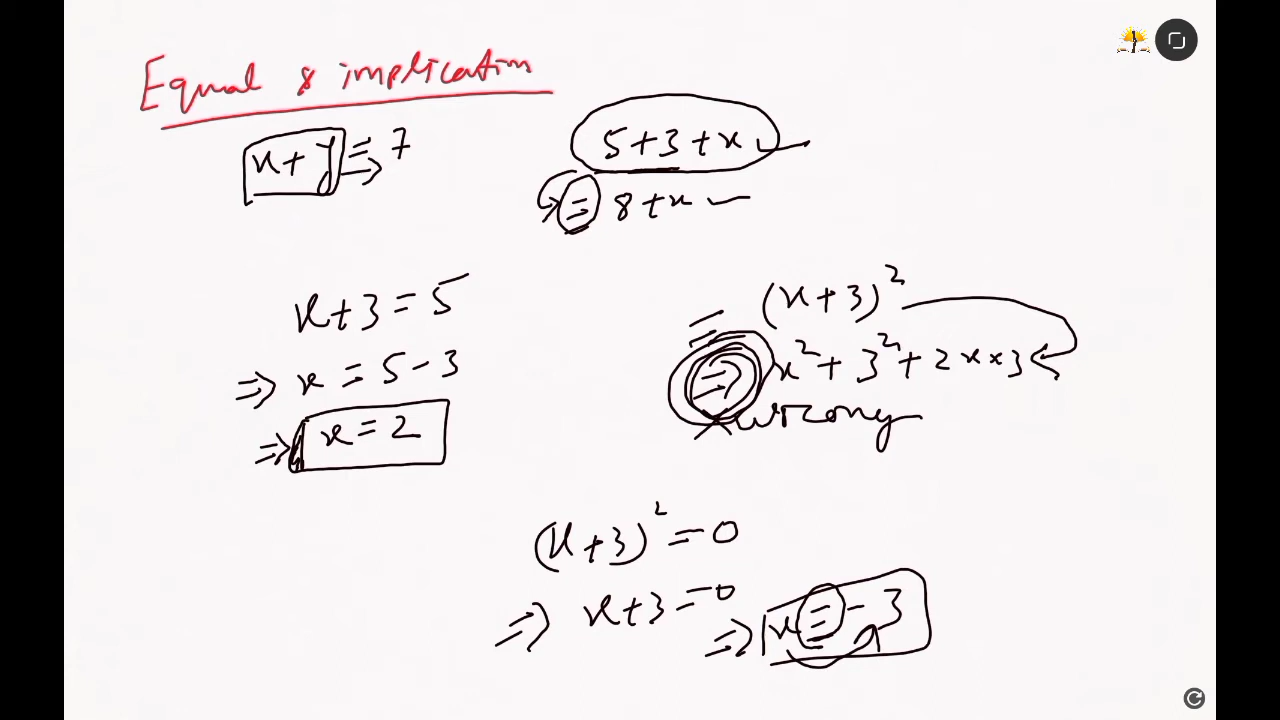 Equal & implication
x+y = 7
⇒
5+3+x
= 8+x
x+3 = 5
⇒ x = 5-3
⇒ x = 2
(x+3)²
=
⇒ x²+3²+2x×3
wrong
(x+3)² = 0
⇒ x+3 = 0 ⇒ x = -3